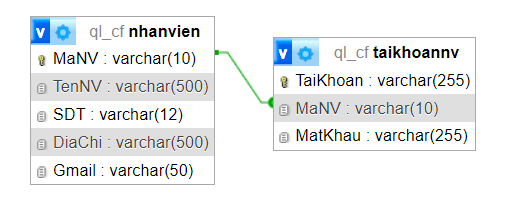 v ql_cf nhanvien
MaNV : varchar(10)
TenNV : varchar(500)
SDT : varchar(12)
DiaChi : varchar(500)
Gmail : varchar(50)
v ql_cf taikhoannv
TaiKhoan : varchar(255)
MaNV : varchar(10)
MatKhau : varchar(255)